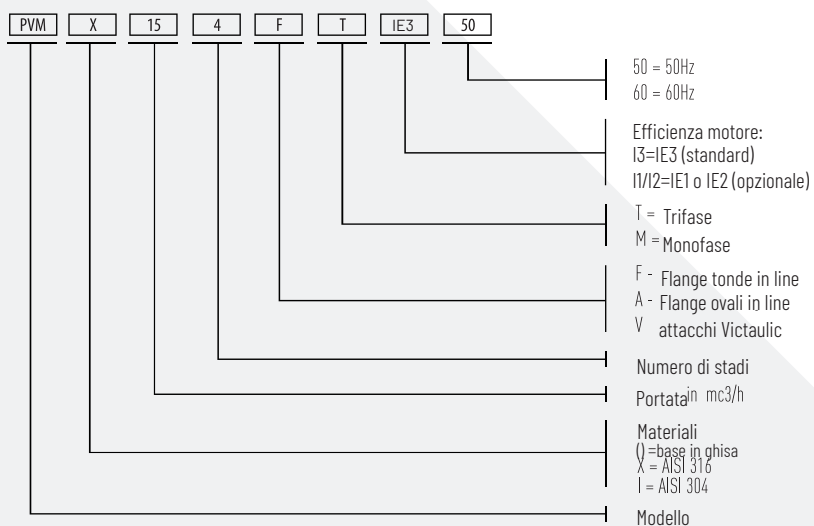 PVM X 15 4 F T IE3 50
50 = 50Hz
60 = 60Hz
Efficienza motore:
I3=IE3 (standard)
I1/I2=IE1 o IE2 (opzionale)
T = Trifase
M = Monofase
F - Flange tonde in line
A - Flange ovali in line
V attacchi Victaulic
Numero di stadi
Portata in mc3/h
Materiali
() =base in ghisa
X = AISI 316
I = AISI 304
Modello